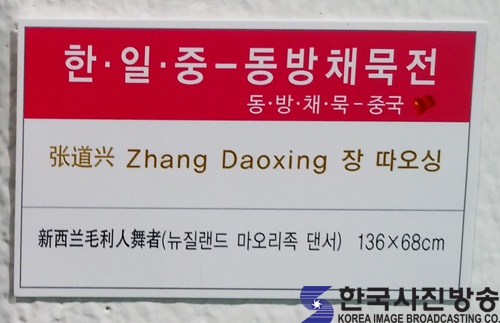 한·일·중-동방채묵전
동·방·채·묵-중국
张道兴 Zhang Daoxing 장 따오싱
新西兰毛利人舞者(뉴질랜드 마오리족 댄서) 136×68cm
한국사진방송
KOREA IMAGE BROADCASTING CO.